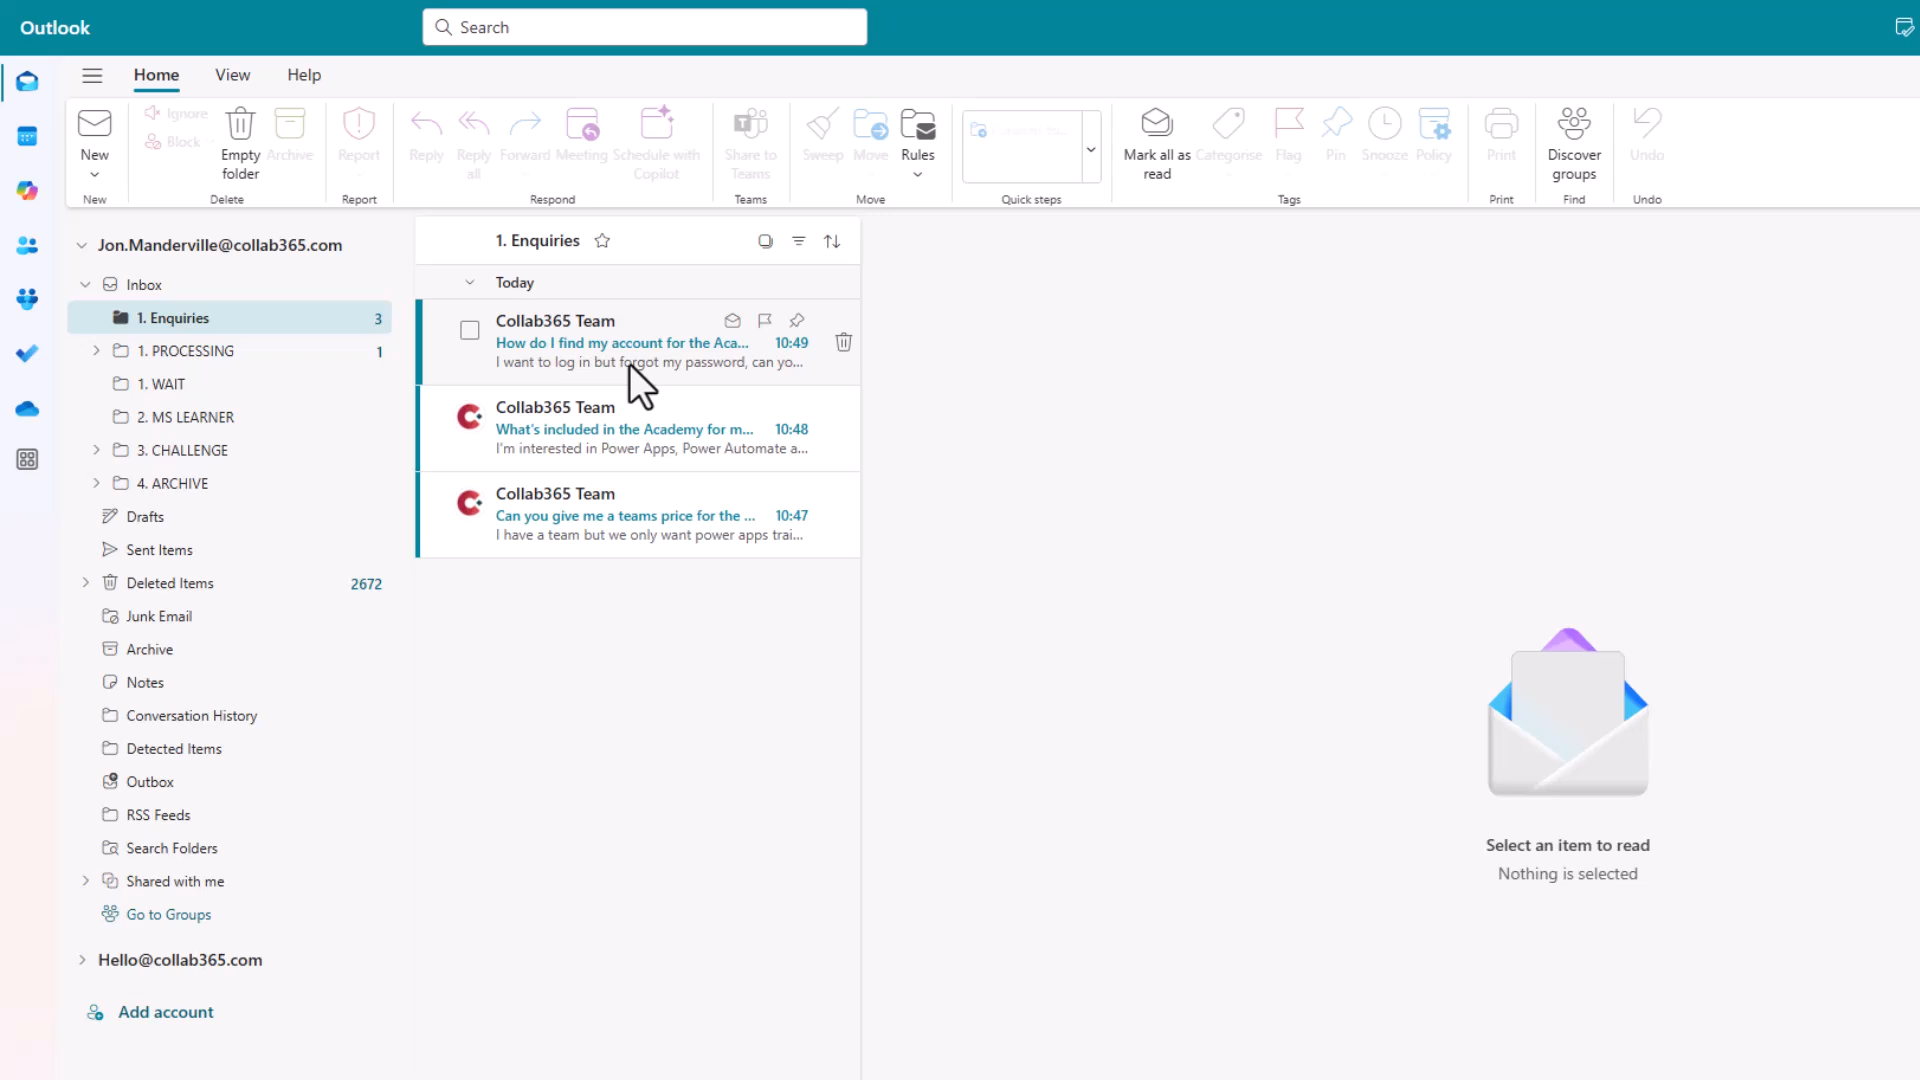 Outlook
Search
Home View Help
New
Ignore
Block
Empty folder
Archive
Report
Reply
Reply all
Forward
Meeting
Schedule with Copilot
Share to Teams
Sweep
Move
Rules
Mark all as read
Categorise
Flag
Pin
Snooze
Policy
Print
Discover groups
Undo
New Delete Report Respond Teams Move Quick steps Tags Print Find Undo
Jon.Manderville@collab365.com
Inbox
1. Enquiries 3
1. PROCESSING 1
1. WAIT
2. MS LEARNER
3. CHALLENGE
4. ARCHIVE
Drafts
Sent Items
Deleted Items 2672
Junk Email
Archive
Notes
Conversation History
Detected Items
Outbox
RSS Feeds
Search Folders
Shared with me
Go to Groups
Hello@collab365.com
Add account
1. Enquiries
Today
Collab365 Team
How do I find my account for the Aca... 10:49
I want to log in but forgot my password, can yo...
Collab365 Team
What's included in the Academy for m... 10:48
I'm interested in Power Apps, Power Automate a...
Collab365 Team
Can you give me a teams price for the ... 10:47
I have a team but we only want power apps trai...
Select an item to read
Nothing is selected